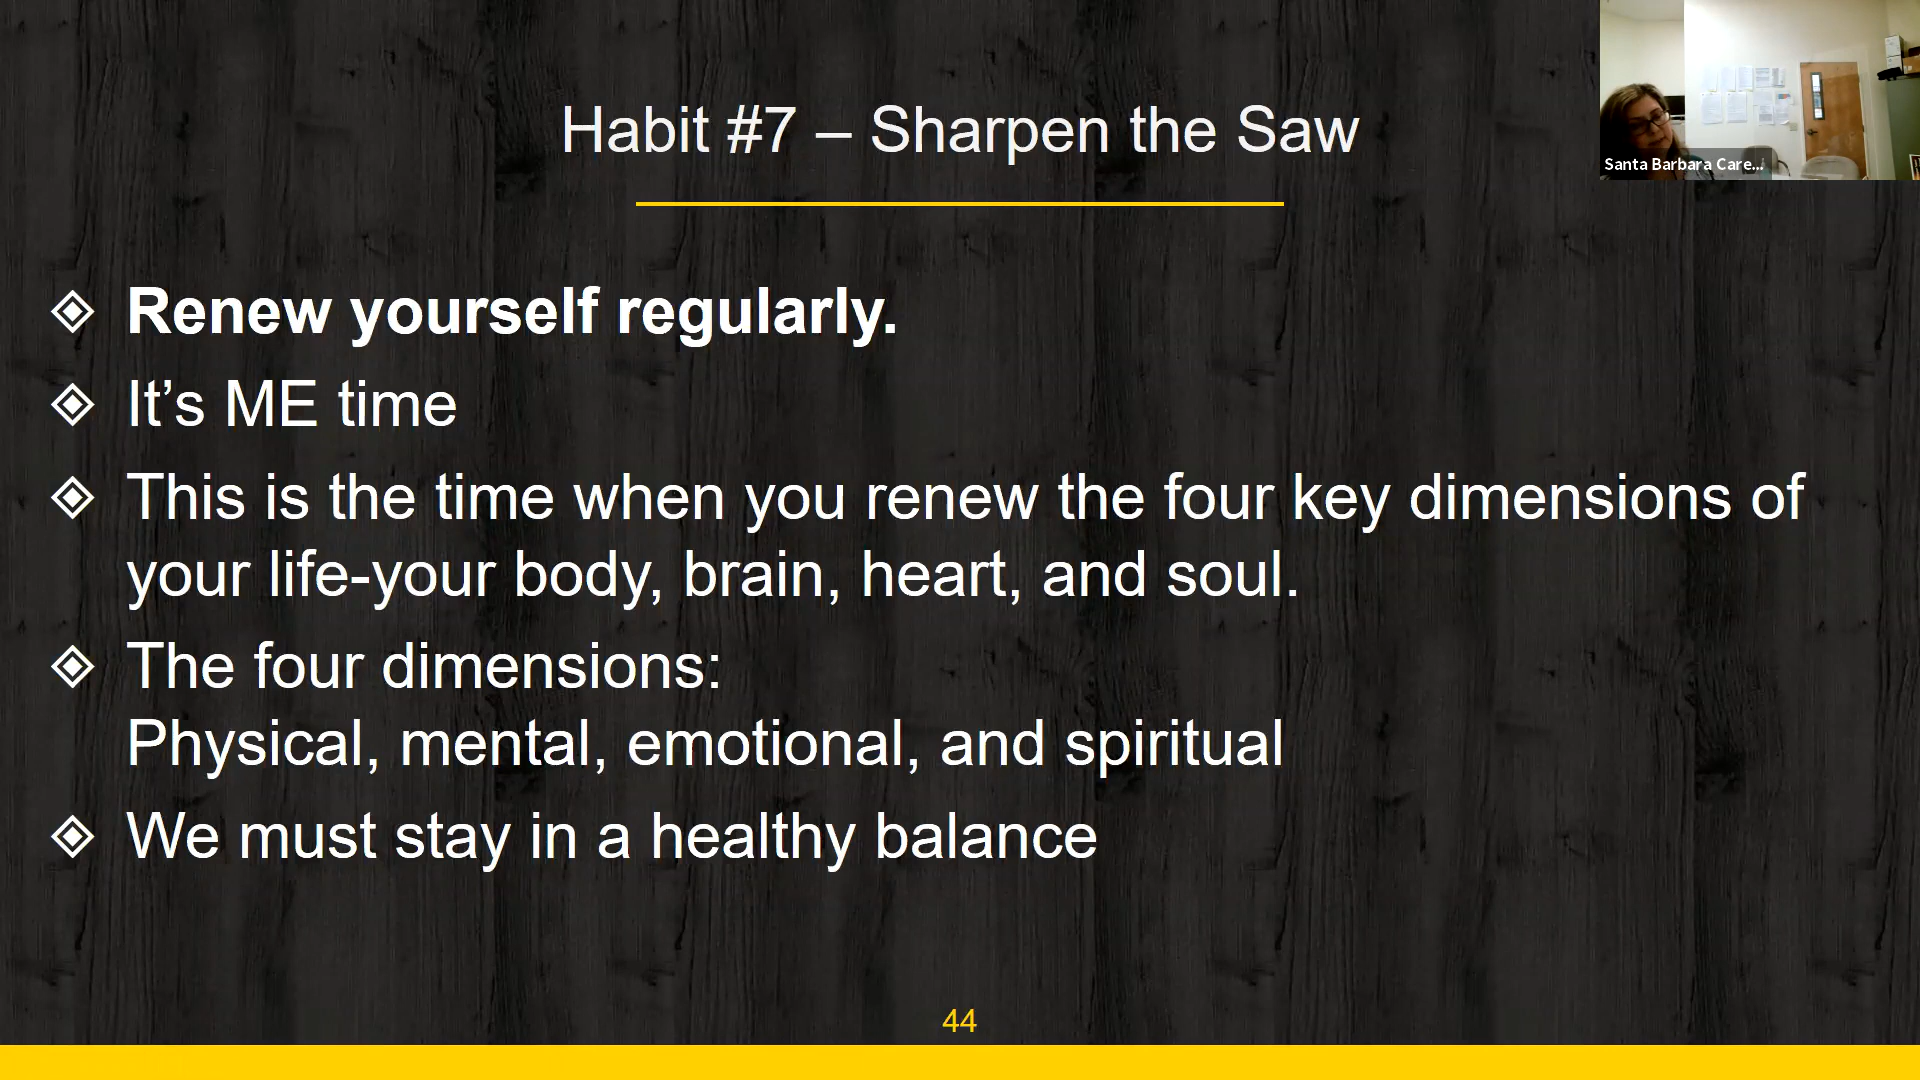 Habit #7 – Sharpen the Saw
Santa Barbara Care...
Renew yourself regularly.
It’s ME time
This is the time when you renew the four key dimensions of
your life-your body, brain, heart, and soul.
The four dimensions:
Physical, mental, emotional, and spiritual
We must stay in a healthy balance
44